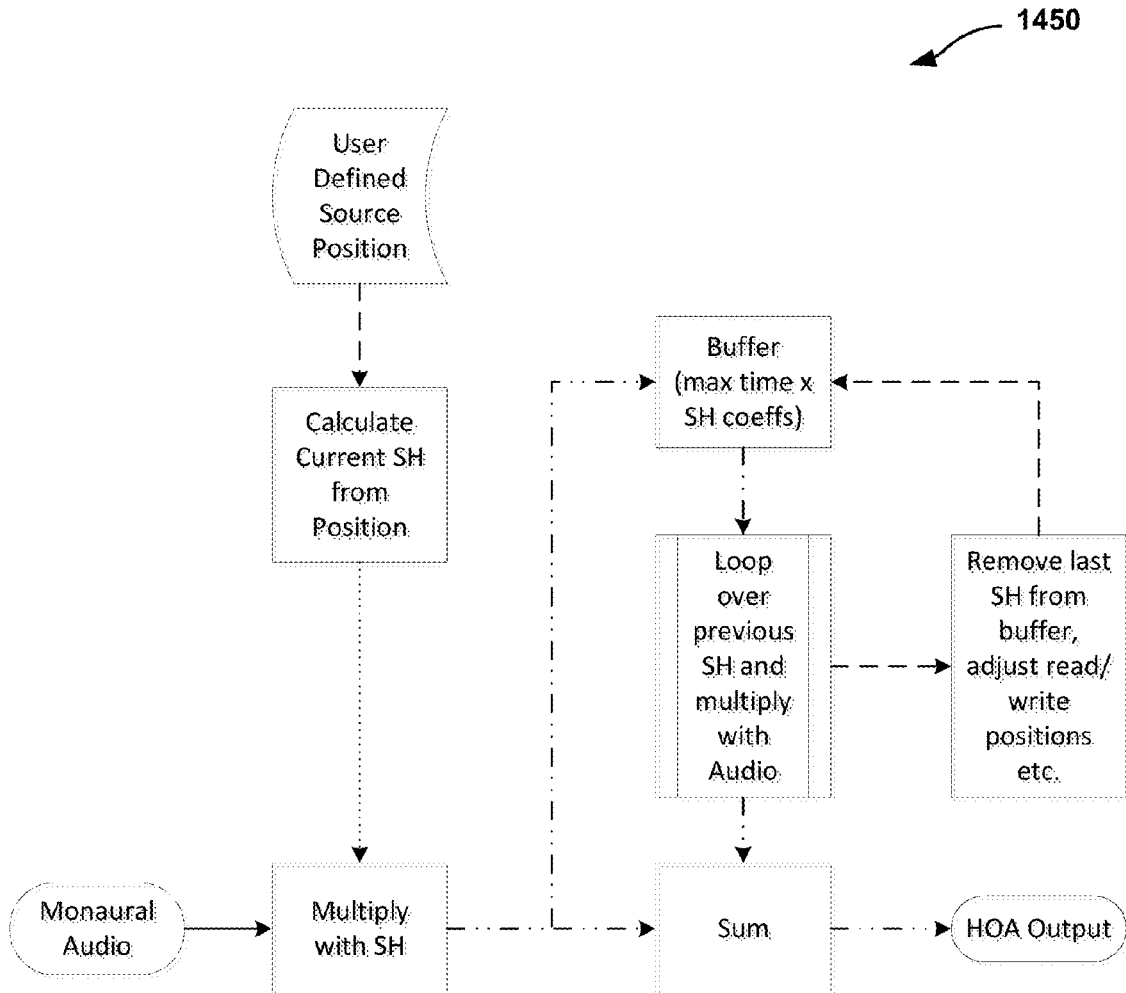 1450
User
Defined
Source
Position
Calculate
Current SH
from
Position
Buffer
(max time x
SH coeffs)
Loop
over
previous
SH and
multiply
with
Audio
Remove last
SH from
buffer,
adjust read/
write
positions
etc.
Monaural
Audio
Multiply
with SH
Sum
HOA Output